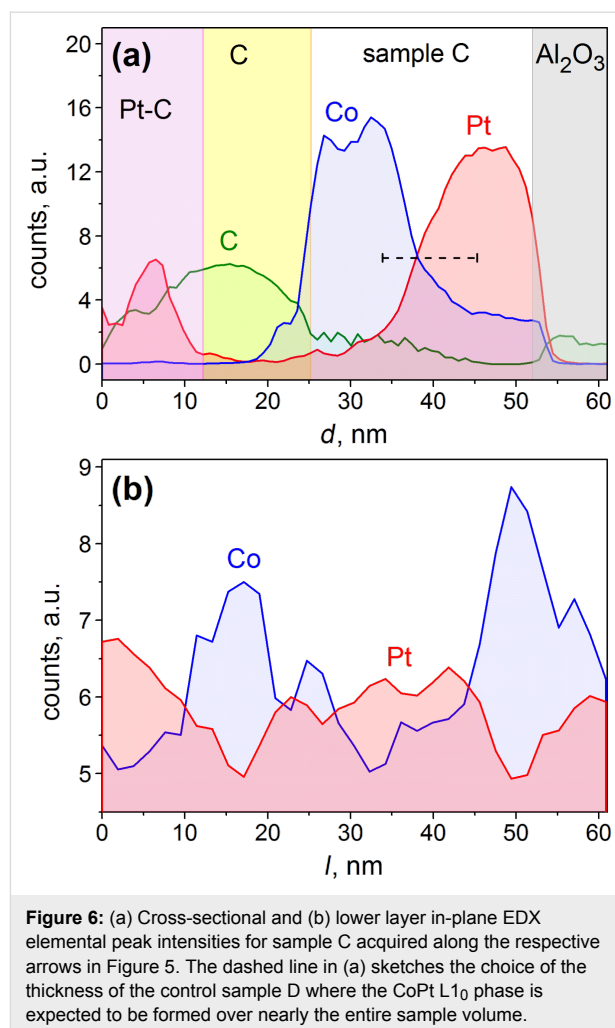 (a)
C
sample C
Al₂O₃
Pt-C
Co
Pt
C
counts, a.u.
20
16
12
8
4
0
0 10 20 30 40 50 60
d, nm
(b)
Co
Pt
counts, a.u.
9
8
7
6
5
0 10 20 30 40 50 60
l, nm
Figure 6: (a) Cross-sectional and (b) lower layer in-plane EDX
elemental peak intensities for sample C acquired along the respective
arrows in Figure 5. The dashed line in (a) sketches the choice of the
thickness of the control sample D where the CoPt L1₀ phase is
expected to be formed over nearly the entire sample volume.